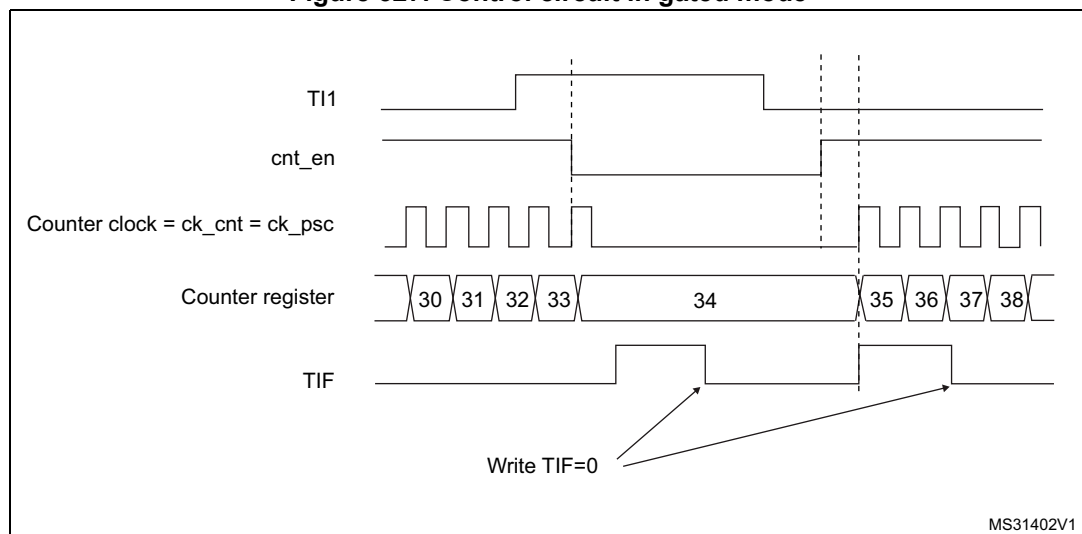 Figure Control circuit in gated mode
TI1
cnt_en
Counter clock = ck_cnt = ck_psc
Counter register 30 31 32 33 34 35 36 37 38
TIF
Write TIF=0
MS31402V1